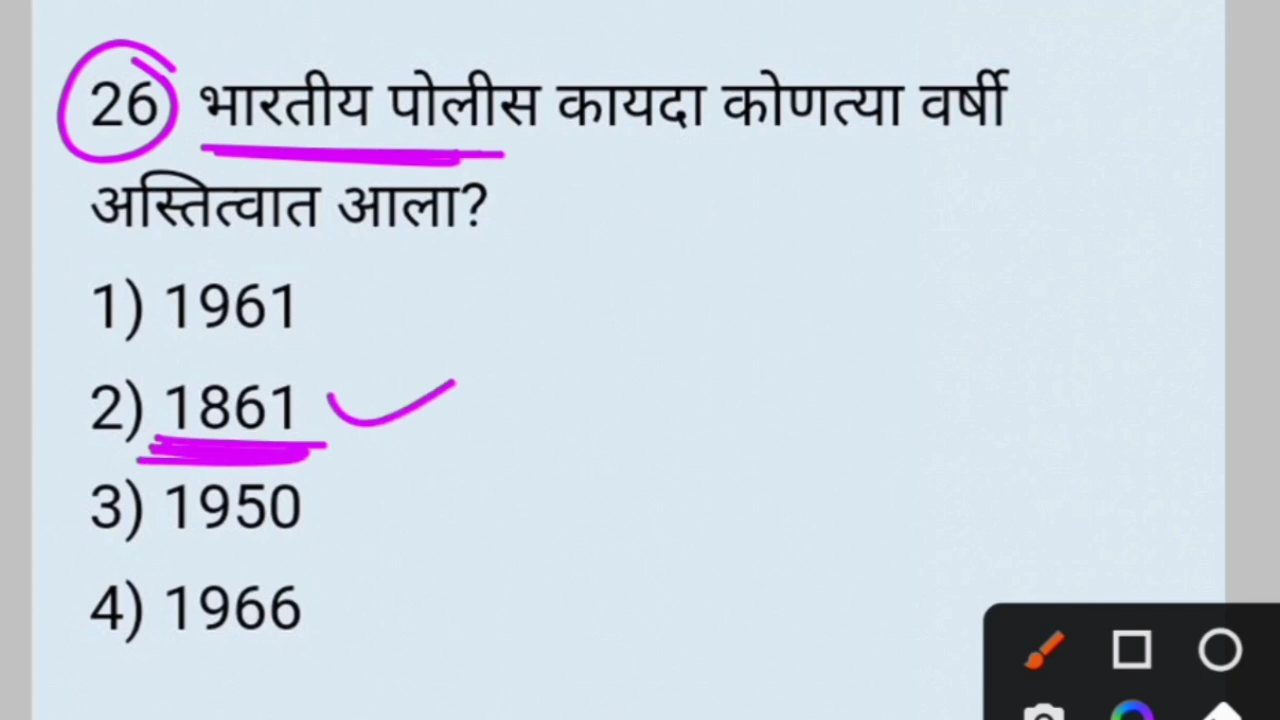 26 भारतीय पोलीस कायदा कोणत्या वर्षी
अस्तित्वात आला?
1) 1961
2) 1861
3) 1950
4) 1966